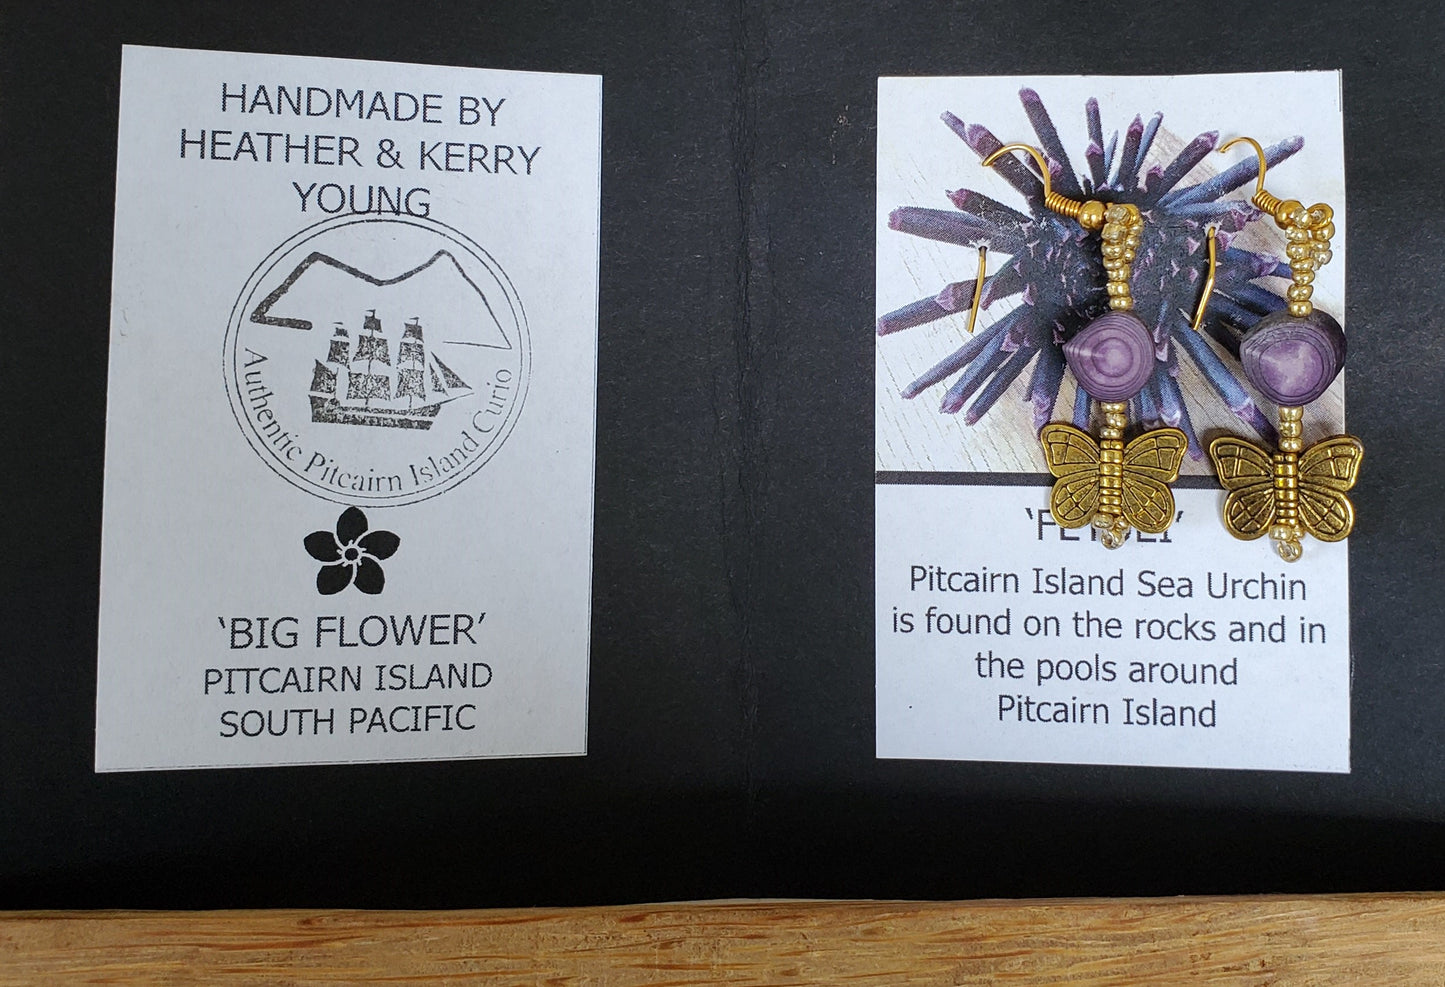 HANDMADE BY
HEATHER & KERRY
YOUNG
Authentic Pitcairn Island Curio
‘BIG FLOWER’
PITCAIRN ISLAND
SOUTH PACIFIC
Pitcairn Island Sea Urchin
is found on the rocks and in
the pools around
Pitcairn Island